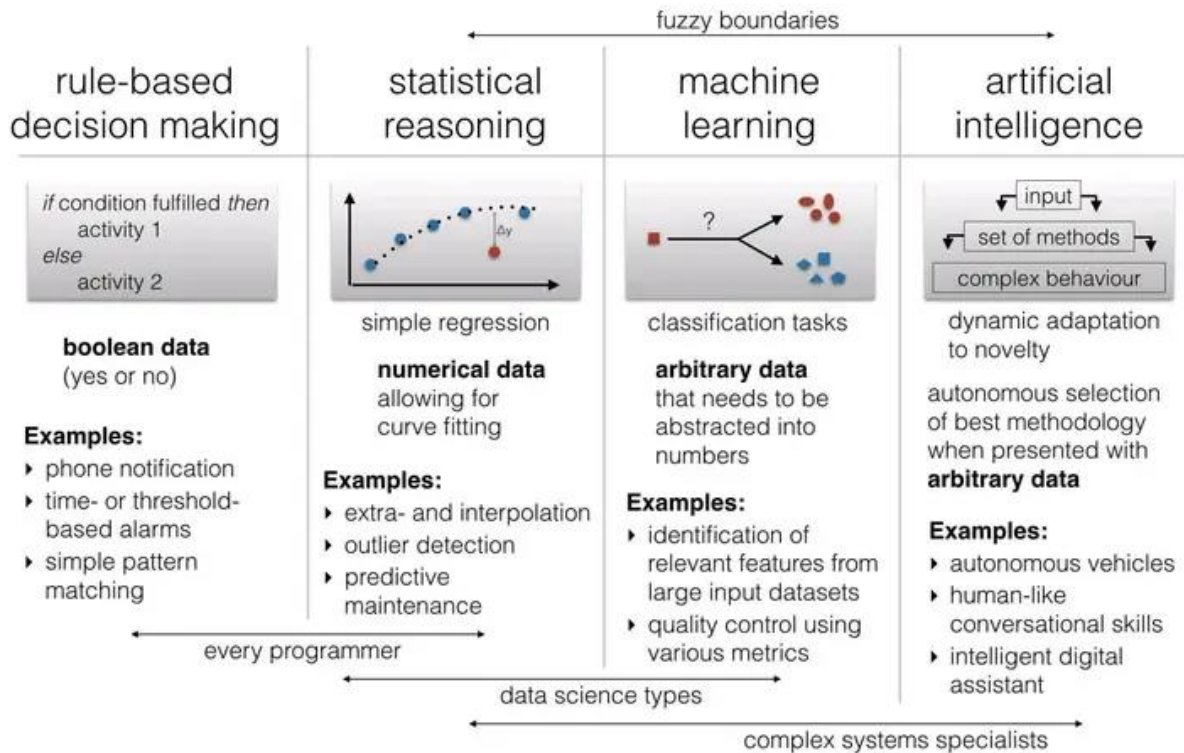 fuzzy boundaries
rule-based
decision making
if condition fulfilled then
activity 1
else
activity 2
boolean data
(yes or no)
Examples:
‣ phone notification
‣ time- or threshold-
based alarms
‣ simple pattern
matching
statistical
reasoning
Δy
simple regression
numerical data
allowing for
curve fitting
Examples:
‣ extra- and interpolation
‣ outlier detection
‣ predictive
maintenance
machine
learning
?
classification tasks
arbitrary data
that needs to be
abstracted into
numbers
Examples:
‣ identification of
relevant features from
large input datasets
‣ quality control using
various metrics
artificial
intelligence
input
set of methods
complex behaviour
dynamic adaptation
to novelty
autonomous selection
of best methodology
when presented with
arbitrary data
Examples:
‣ autonomous vehicles
‣ human-like
conversational skills
‣ intelligent digital
assistant
every programmer
data science types
complex systems specialists